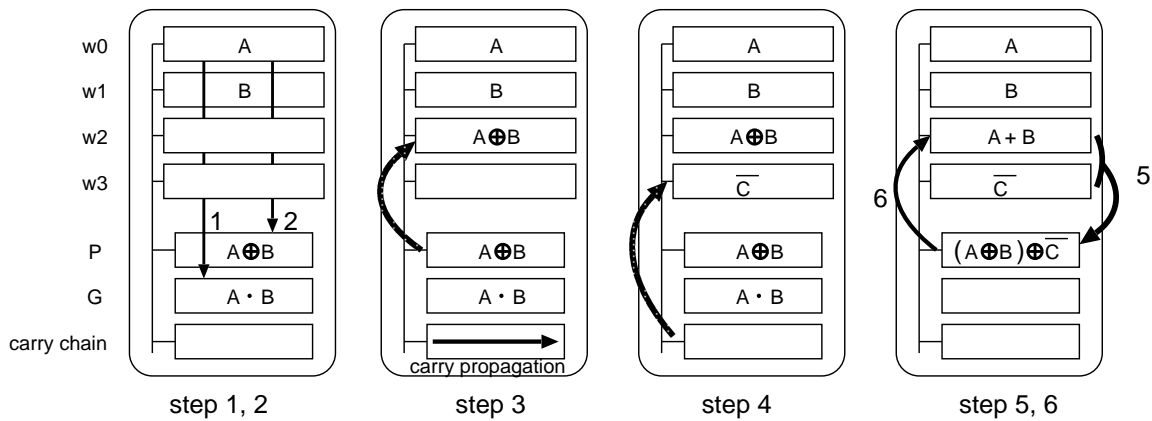 w0 A A A A
w1 B B B B
w2 A⊕B A⊕B A + B
w3 C̅ C̅ 5
1 2 6
P A⊕B A⊕B A⊕B (A⊕B)⊕C̅
G A · B A · B A · B
carry chain
carry propagation
step 1, 2 step 3 step 4 step 5, 6